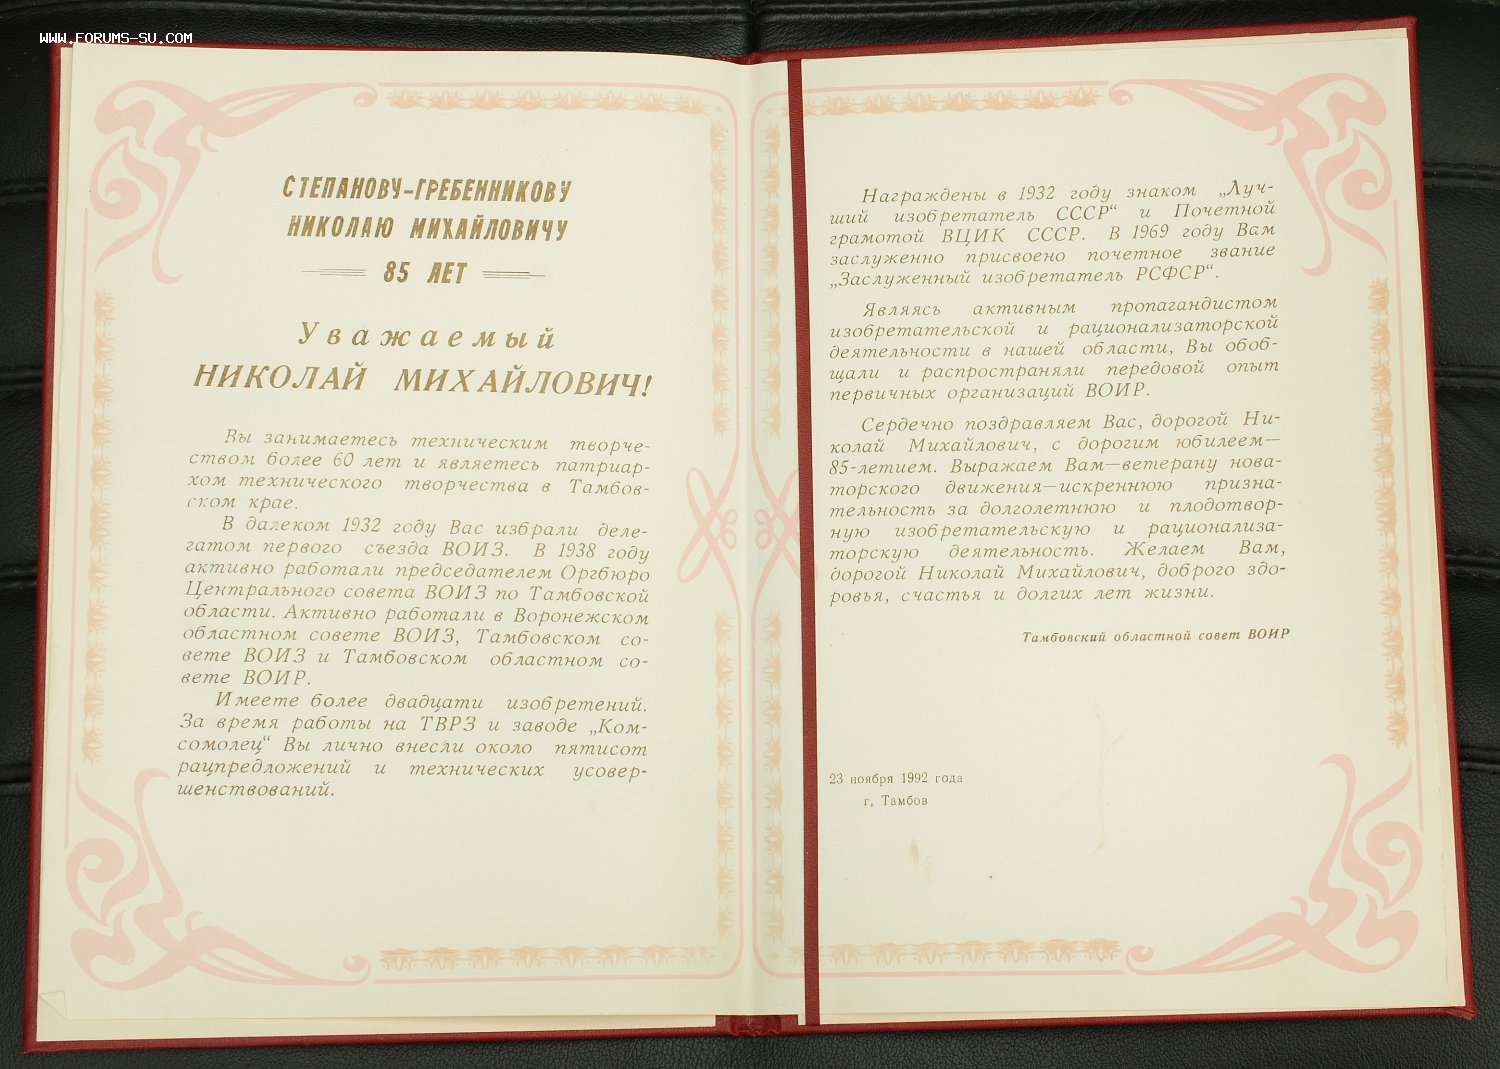 WWW.FORUMS-SU.COM
СТЕПАНОВУ-ГРЕБЕННИКОВУ
НИКОЛАЮ МИХАЙЛОВИЧУ
85 ЛЕТ
Уважаемый
НИКОЛАЙ МИХАЙЛОВИЧ!
Вы занимаетесь техническим творче-
ством более 60 лет и являетесь патриар-
хом технического творчества в Тамбов-
ском крае.
В далеком 1932 году Вас избрали деле-
гатом первого съезда ВОИЗ. В 1938 году
активно работали председателем Оргбюро
Центрального совета ВОИЗ по Тамбовской
области. Активно работали в Воронежском
областном совете ВОИЗ, Тамбовском со-
вете ВОИЗ и Тамбовском областном со-
вете ВОИР.
Имеете более двадцати изобретений.
За время работы на ТВРЗ и заводе „Ком-
сомолец“ Вы лично внесли около пятисот
рацпредложений и технических усовер-
шенствований.
Награждены в 1932 году знаком „Луч-
ший изобретатель СССР“ и Почетной
грамотой ВЦИК СССР. В 1969 году Вам
заслуженно присвоено почетное звание
„Заслуженный изобретатель РСФСР“.
Являясь активным пропагандистом
изобретательской и рационализаторской
деятельности в нашей области, Вы обоб-
щали и распространяли передовой опыт
первичных организаций ВОИР.
Сердечно поздравляем Вас, дорогой Ни-
колай Михайлович, с дорогим юбилеем—
85-летием. Выражаем Вам—ветерану нова-
торского движения—искреннюю призна-
тельность за долголетнюю и плодотвор-
ную изобретательскую и рационализа-
торскую деятельность. Желаем Вам,
дорогой Николай Михайлович, доброго здо-
ровья, счастья и долгих лет жизни.
Тамбовский областной совет ВОИР
23 ноября 1992 года
г, Тамбов